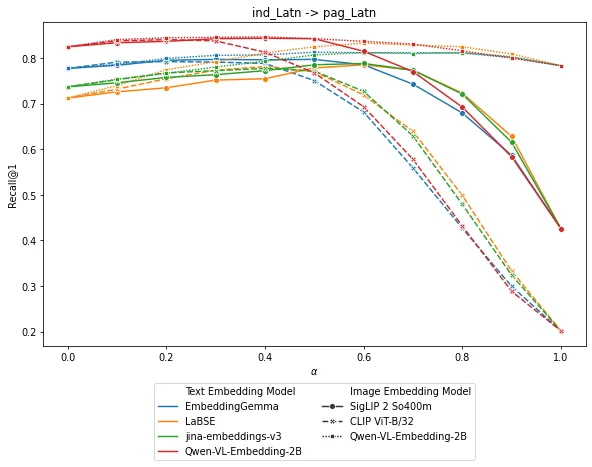 ind_Latn -> pag_Latn
Recall@1
0.8
0.7
0.6
0.5
0.4
0.3
0.2
0.0 0.2 0.4 0.6 0.8 1.0
α
Text Embedding Model Image Embedding Model
EmbeddingGemma SigLIP 2 So400m
LaBSE CLIP ViT-B/32
jina-embeddings-v3 Qwen-VL-Embedding-2B
Qwen-VL-Embedding-2B